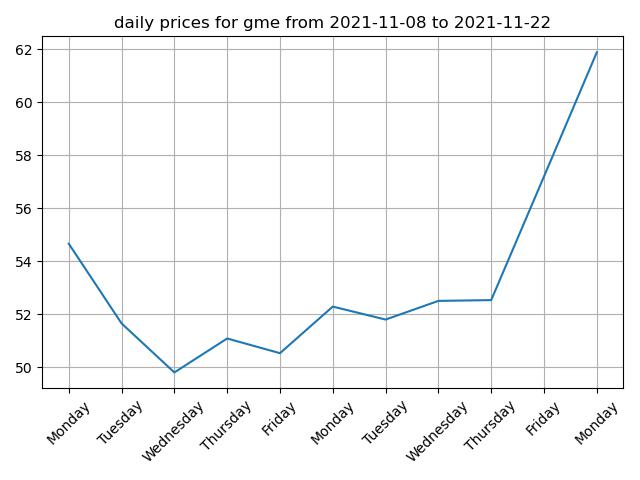 daily prices for gme from 2021-11-08 to 2021-11-22
62
60
58
56
54
52
50
Monday
Tuesday
Wednesday
Thursday
Friday
Monday
Tuesday
Wednesday
Thursday
Friday
Monday